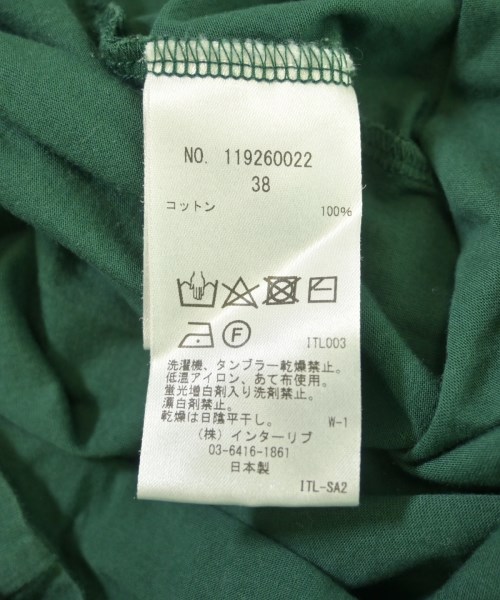 NO. 119260022
38
コットン 100%
F
ITL003
洗濯機、タンブラー乾燥禁止。
低温アイロン、あて布使用。
蛍光増白剤入り洗剤禁止。
漂白剤禁止。
乾燥は日陰平干し。 W-1
(株) インターリブ
03-6416-1861
日本製
ITL-SA2